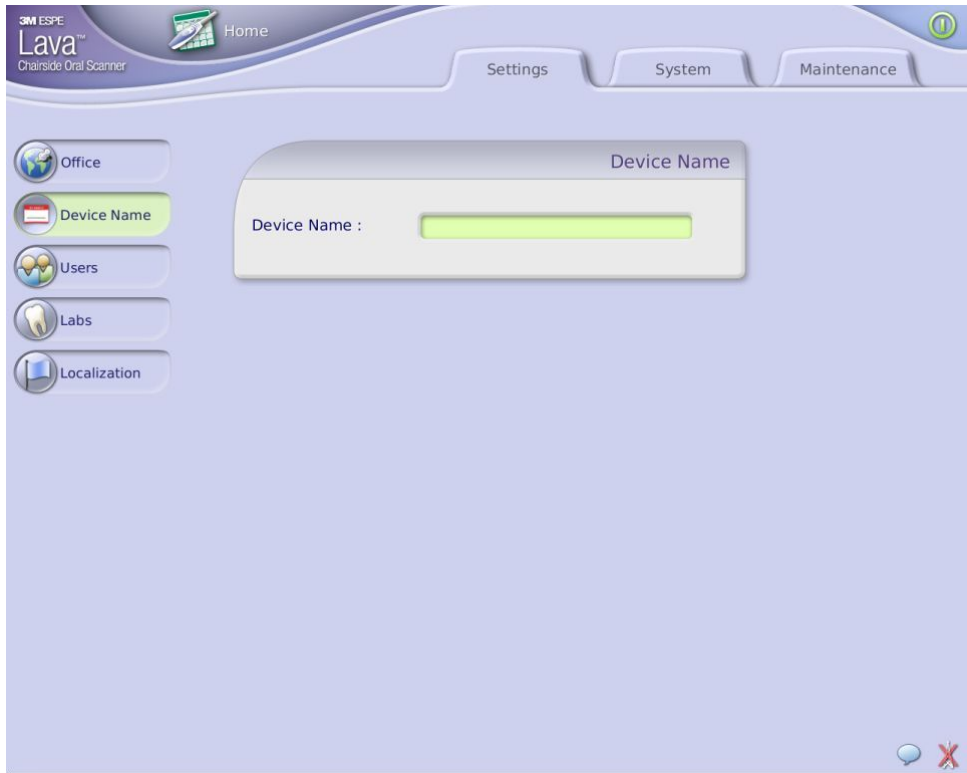 3M ESPE
Lava™
Chairside Oral Scanner
Home
Settings
System
Maintenance
Office
Device Name
Users
Labs
Localization
Device Name
Device Name :